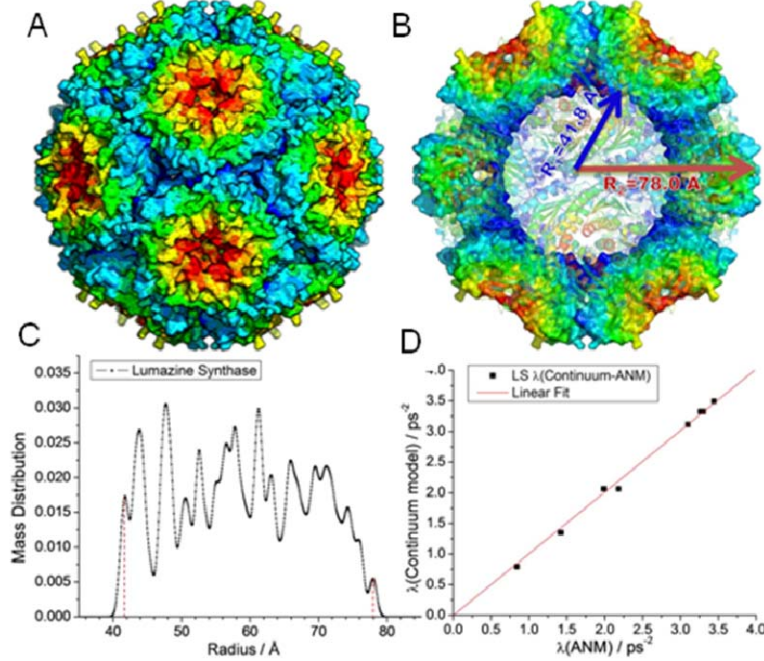 A
B
R₁=41.8 Å
R₂=78.0 A
C
0.035
0.030
0.025
0.020
0.015
0.010
0.005
0.000
Mass Distribution
Lumazine Synthase
40 50 60 70 80
Radius / Å
D
4.0
3.5
3.0
2.5
2.0
1.5
1.0
0.5
0.0
λ(Continuum model) / ps⁻²
LS λ(Continuum-ANM)
Linear Fit
0.0 0.5 1.0 1.5 2.0 2.5 3.0 3.5 4.0
λ(ANM) / ps⁻²